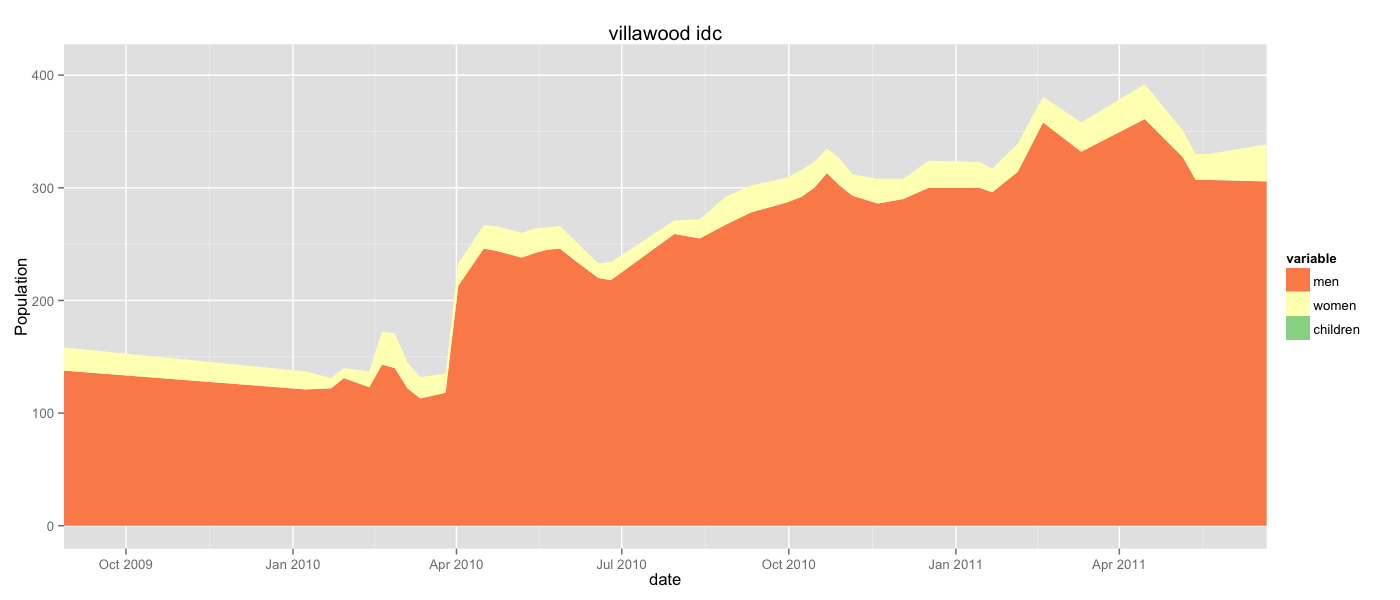 villawood idc
Population
400
300
200
100
0
Oct 2009 Jan 2010 Apr 2010 Jul 2010 Oct 2010 Jan 2011 Apr 2011
date
variable
men
women
children